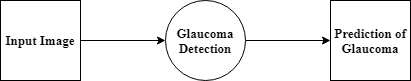 Input Image
Glaucoma
Detection
Prediction of
Glaucoma